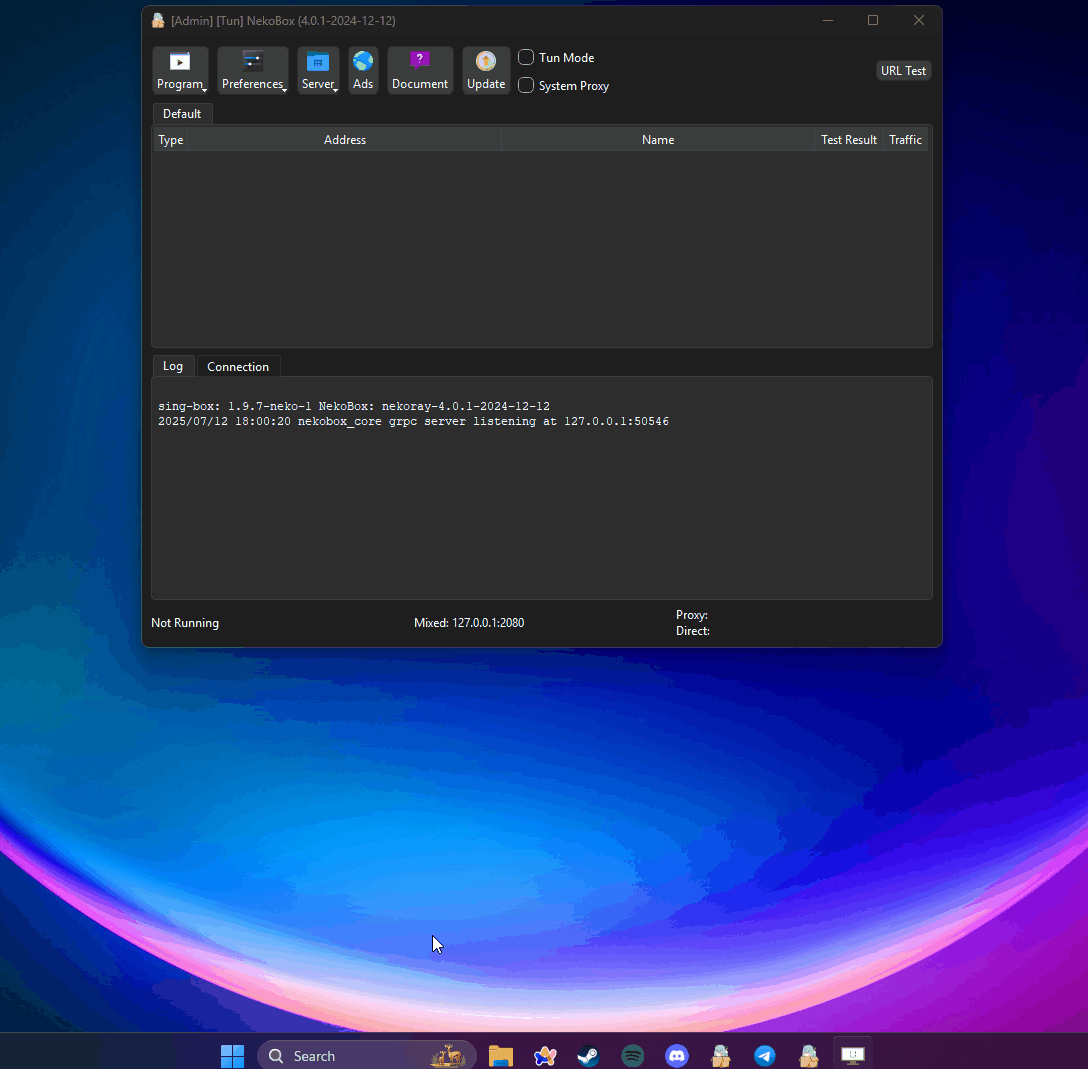 [Admin] [Tun] NekoBox (4.0.1-2024-12-12)
Program
Preferences
Server
Ads
Document
Update
Tun Mode
System Proxy
URL Test
Default
Type
Address
Name
Test Result
Traffic
Log
Connection
sing-box: 1.9.7-neko-1 NekoBox: nekoray-4.0.1-2024-12-12
2025/07/12 18:00:20 nekobox_core grpc server listening at 127.0.0.1:50546
Not Running
Mixed: 127.0.0.1:2080
Proxy:
Direct:
Search